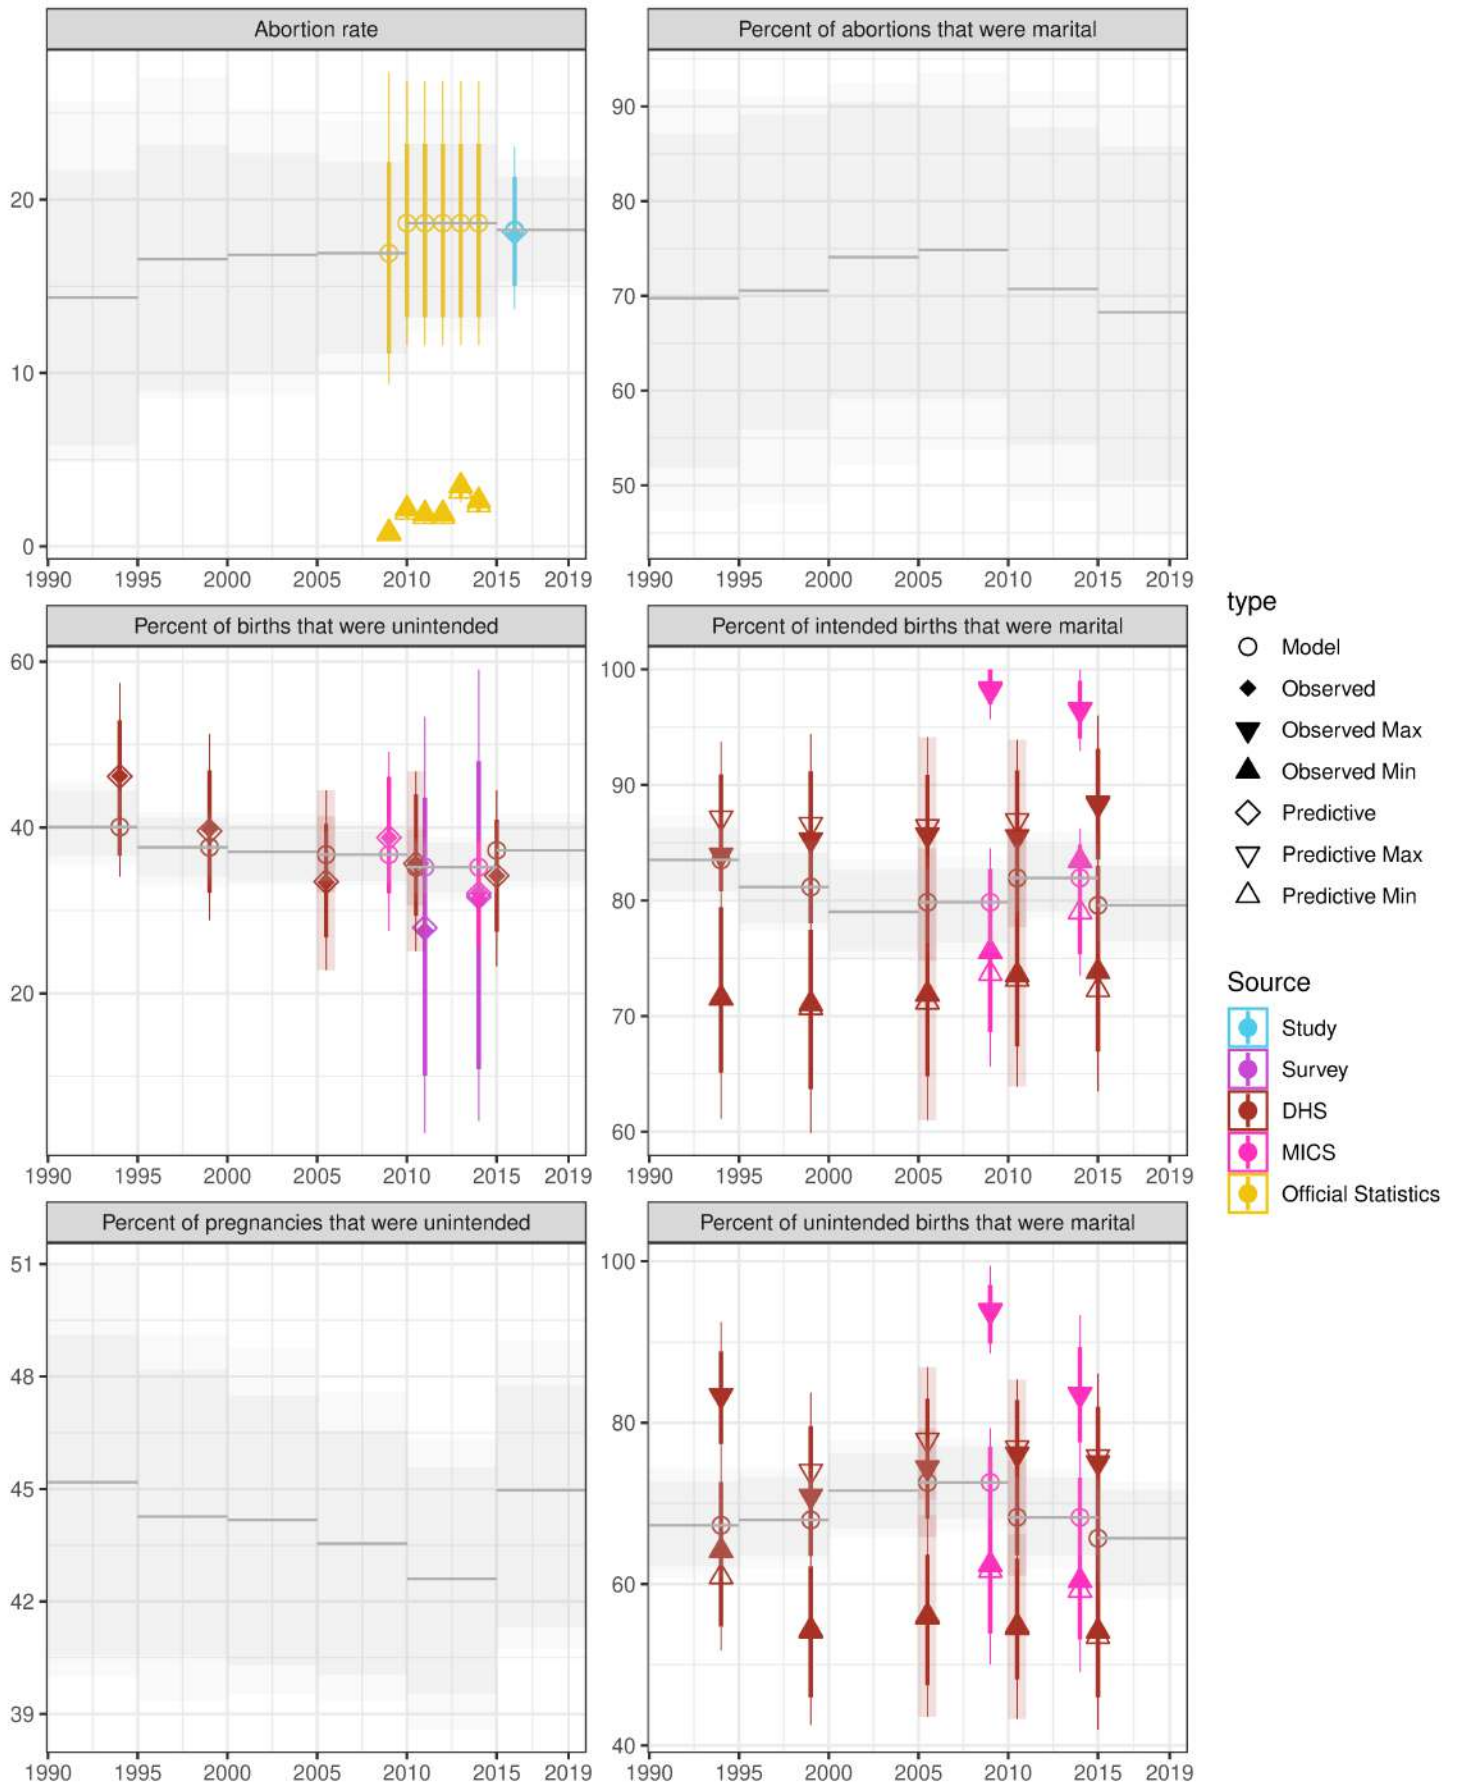 Abortion rate
Percent of abortions that were marital
20
10
0
1990 1995 2000 2005 2010 2015 2019
90
80
70
60
50
1990 1995 2000 2005 2010 2015 2019
Percent of births that were unintended
Percent of intended births that were marital
60
40
20
1990 1995 2000 2005 2010 2015 2019
100
90
80
70
60
1990 1995 2000 2005 2010 2015 2019
Percent of pregnancies that were unintended
Percent of unintended births that were marital
51
48
45
42
39
1990 1995 2000 2005 2010 2015 2019
100
80
60
40
1990 1995 2000 2005 2010 2015 2019
type
Model
Observed
Observed Max
Observed Min
Predictive
Predictive Max
Predictive Min
Source
Study
Survey
DHS
MICS
Official Statistics